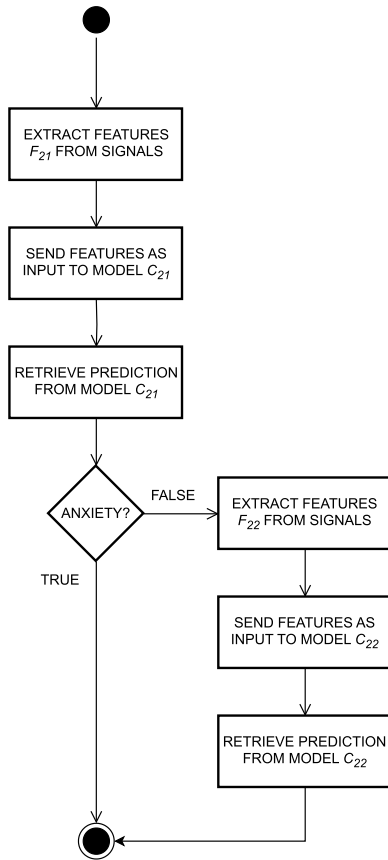 EXTRACT FEATURES
F21 FROM SIGNALS
SEND FEATURES AS
INPUT TO MODEL C21
RETRIEVE PREDICTION
FROM MODEL C21
ANXIETY?
FALSE
TRUE
EXTRACT FEATURES
F22 FROM SIGNALS
SEND FEATURES AS
INPUT TO MODEL C22
RETRIEVE PREDICTION
FROM MODEL C22